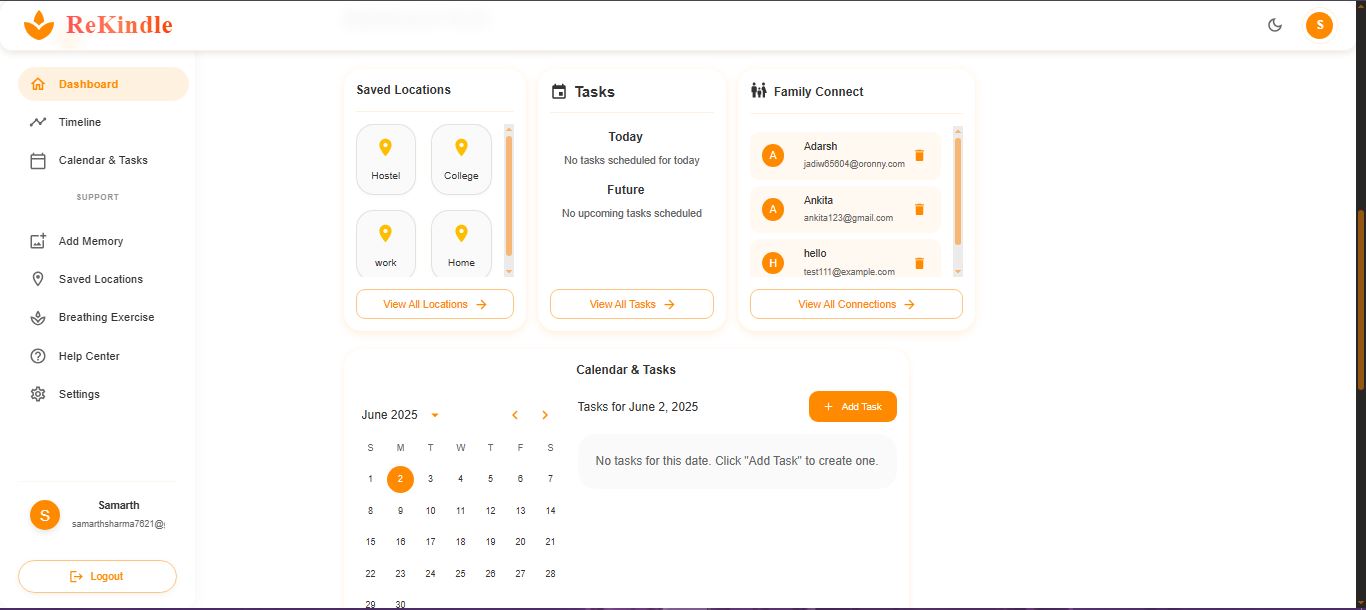 ReKindle
S
Dashboard
Timeline
Calendar & Tasks
SUPPORT
Add Memory
Saved Locations
Breathing Exercise
Help Center
Settings
S
Samarth
samarthsharma7621@g
Logout
Saved Locations
Hostel
College
work
Home
View All Locations
Tasks
Today
No tasks scheduled for today
Future
No upcoming tasks scheduled
View All Tasks
Family Connect
A
Adarsh
jadiw65604@oronny.com
A
Ankita
ankita123@gmail.com
H
hello
test111@example.com
View All Connections
Calendar & Tasks
June 2025
S M T W T F S
1 2 3 4 5 6 7
8 9 10 11 12 13 14
15 16 17 18 19 20 21
22 23 24 25 26 27 28
29 30
Tasks for June 2, 2025
+ Add Task
No tasks for this date. Click "Add Task" to create one.